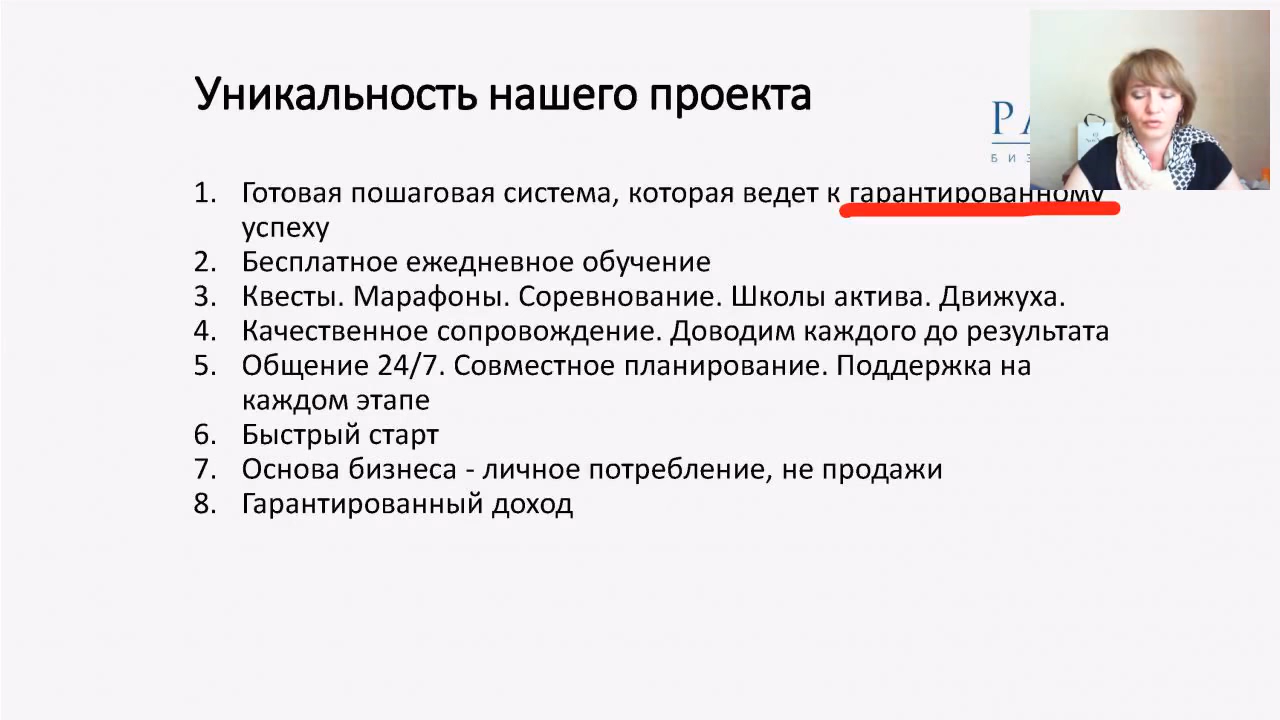 Уникальность нашего проекта
БИЗ
1. Готовая пошаговая система, которая ведет к гарантированному
успеху
2. Бесплатное ежедневное обучение
3. Квесты. Марафоны. Соревнование. Школы актива. Движуха.
4. Качественное сопровождение. Доводим каждого до результата
5. Общение 24/7. Совместное планирование. Поддержка на
каждом этапе
6. Быстрый старт
7. Основа бизнеса - личное потребление, не продажи
8. Гарантированный доход